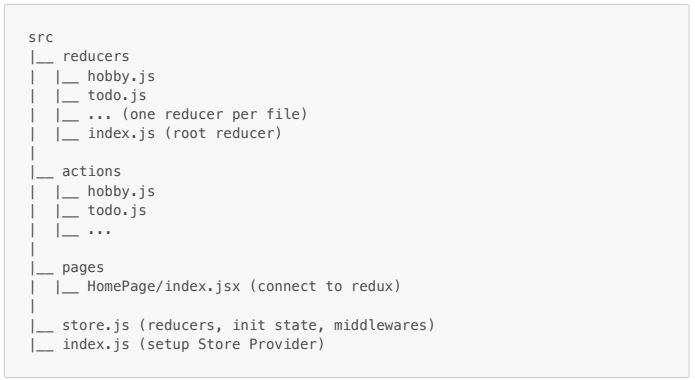 src
|__ reducers
|  |__ hobby.js
|  |__ todo.js
|  |__ ... (one reducer per file)
|  |__ index.js (root reducer)
|
|__ actions
|  |__ hobby.js
|  |__ todo.js
|  |__ ...
|
|__ pages
|  |__ HomePage/index.jsx (connect to redux)
|
|__ store.js (reducers, init state, middlewares)
|__ index.js (setup Store Provider)